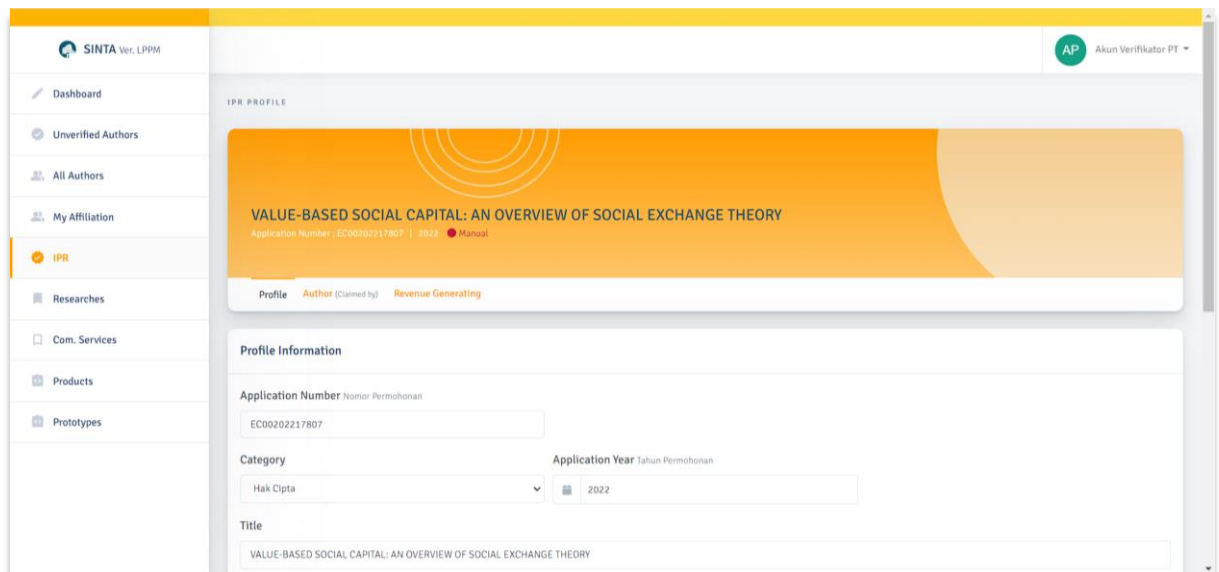 SINTA Ver. LPPM
AP Akun Verifikator PT
Dashboard
Unverified Authors
All Authors
My Affiliation
IPR
Researches
Com. Services
Products
Prototypes
IPR PROFILE
VALUE-BASED SOCIAL CAPITAL: AN OVERVIEW OF SOCIAL EXCHANGE THEORY
Application Number : EC00202217807 | 2022 Manual
Profile Author (Claimed by) Revenue Generating
Profile Information
Application Number Nomor Permohonan
EC00202217807
Category Application Year Tahun Permohonan
Hak Cipta 2022
Title
VALUE-BASED SOCIAL CAPITAL: AN OVERVIEW OF SOCIAL EXCHANGE THEORY